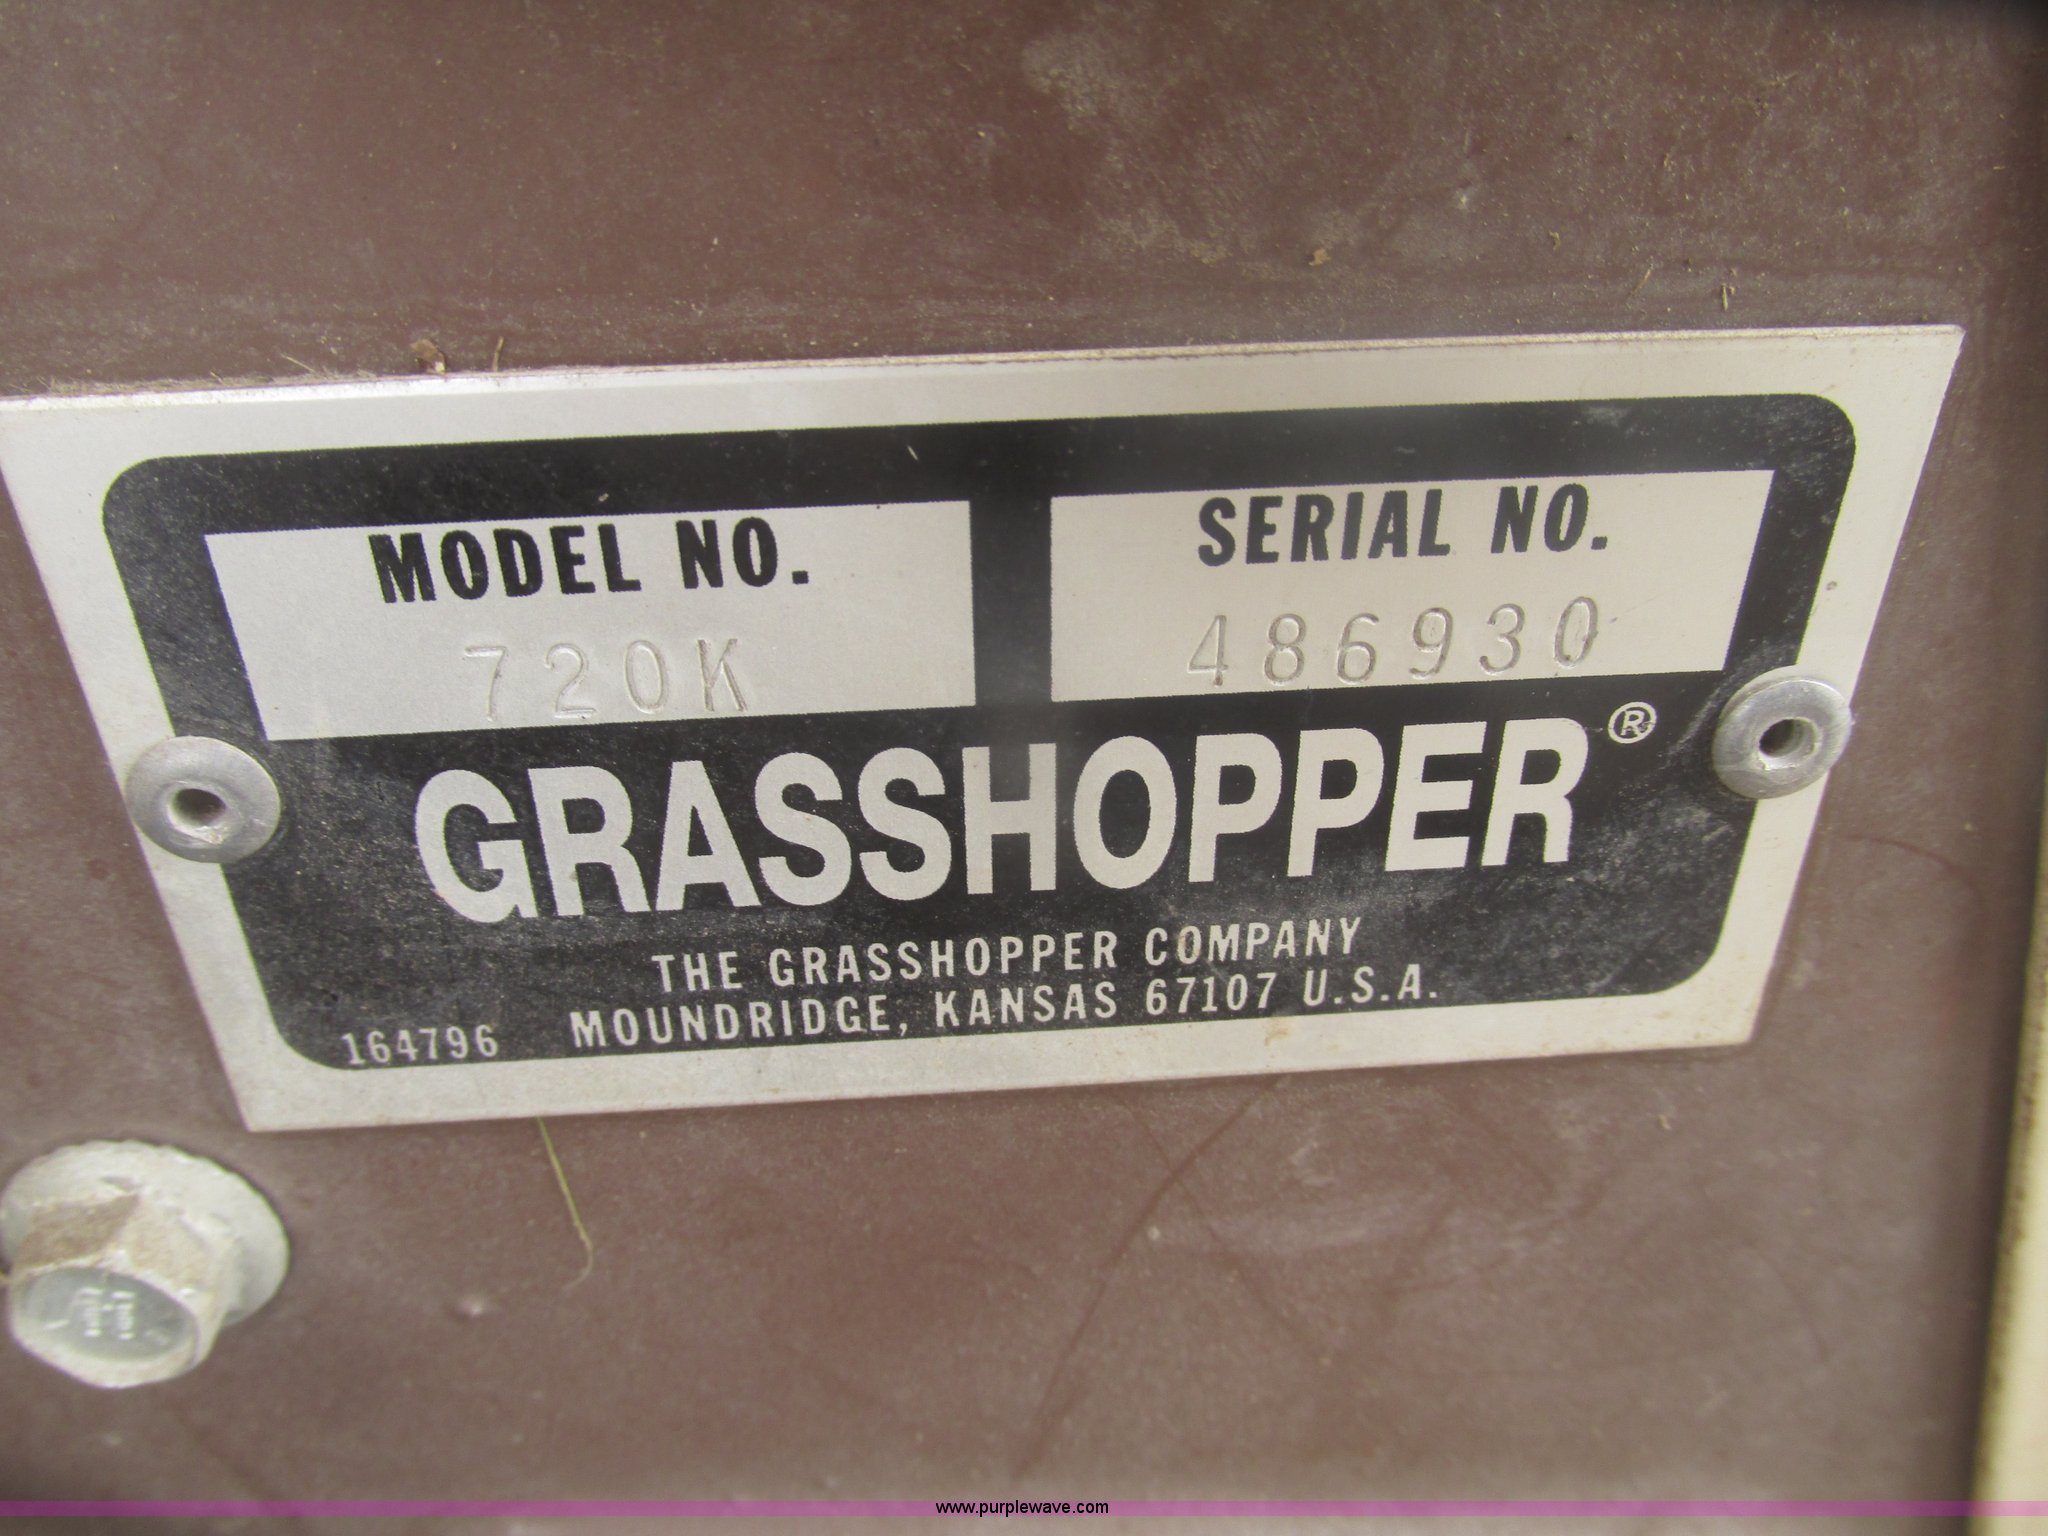 MODEL NO.
720K
SERIAL NO.
486930
GRASSHOPPER®
THE GRASSHOPPER COMPANY
MOUNDRIDGE, KANSAS 67107 U.S.A.
164796
www.purplewave.com